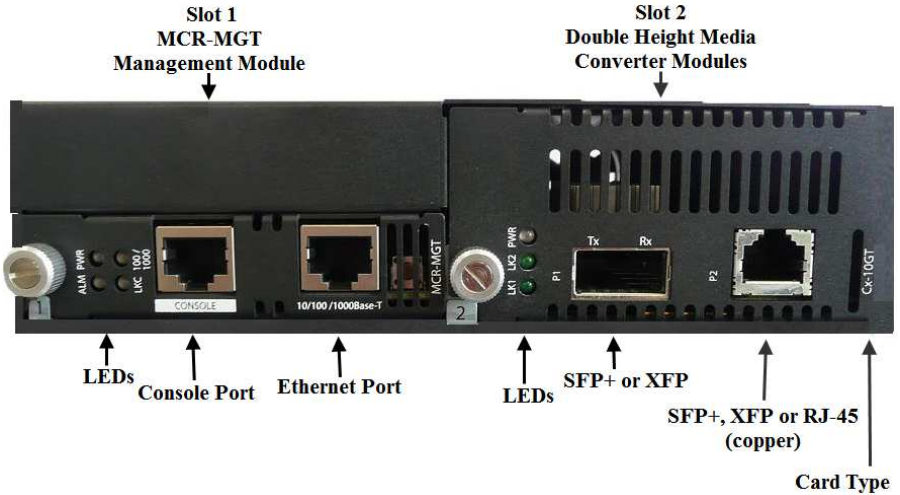 Slot 1
MCR-MGT
Management Module
Slot 2
Double Height Media
Converter Modules
ALM PWR
LKC 100/
1000
CONSOLE
10/100/1000Base-T
MCR-MGT
1
LK1 LK2 PWR
P1
Tx Rx
P2
Cx-10GT
2
LEDs
Console Port
Ethernet Port
LEDs
SFP+ or XFP
SFP+, XFP or RJ-45
(copper)
Card Type